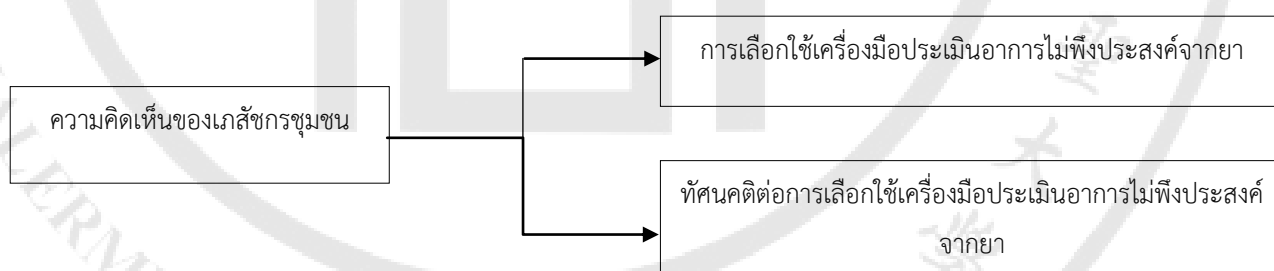 การเลือกใช้เครื่องมือประเมินอาการไม่พึงประสงค์จากยา
ความคิดเห็นของเภสัชกรชุมชน
ทัศนคติต่อการเลือกใช้เครื่องมือประเมินอาการไม่พึงประสงค์
จากยา